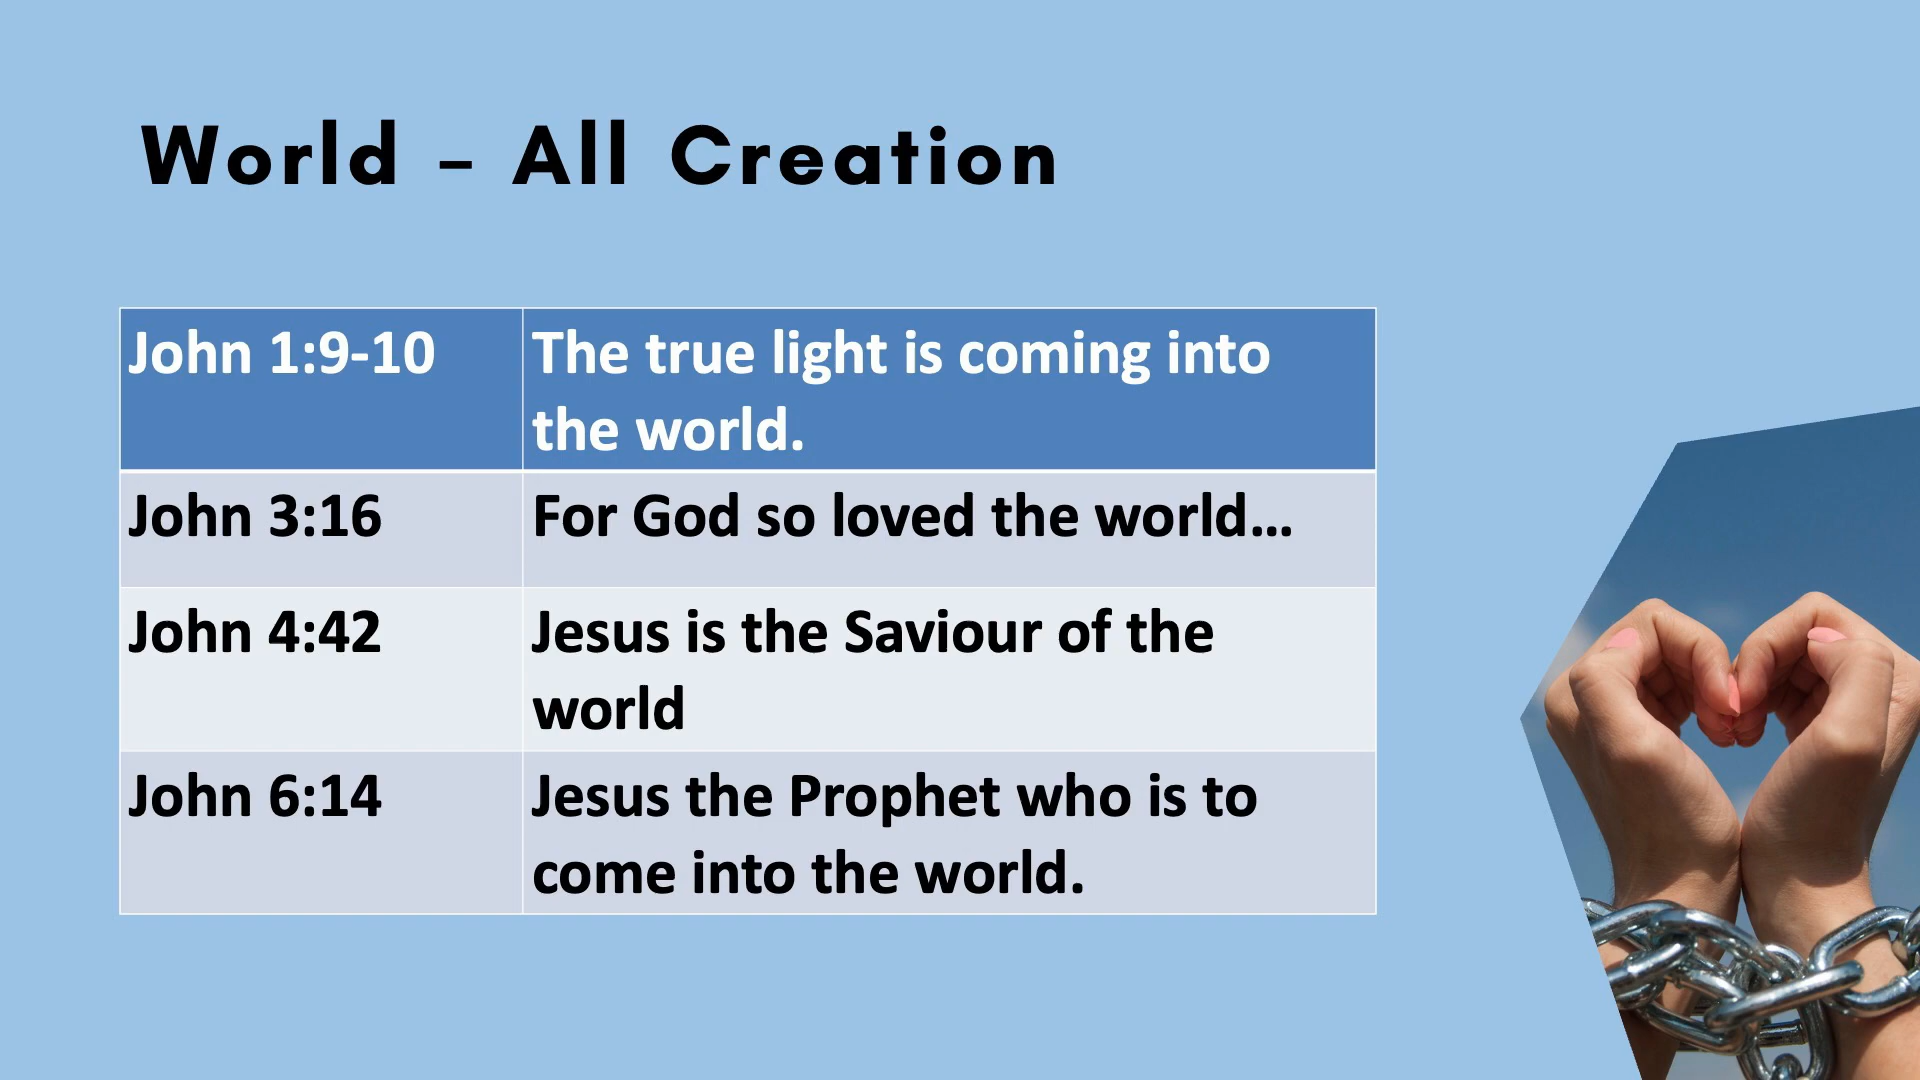 World – All Creation
John 1:9-10
The true light is coming into
the world.
John 3:16
For God so loved the world…
John 4:42
Jesus is the Saviour of the
world
John 6:14
Jesus the Prophet who is to
come into the world.